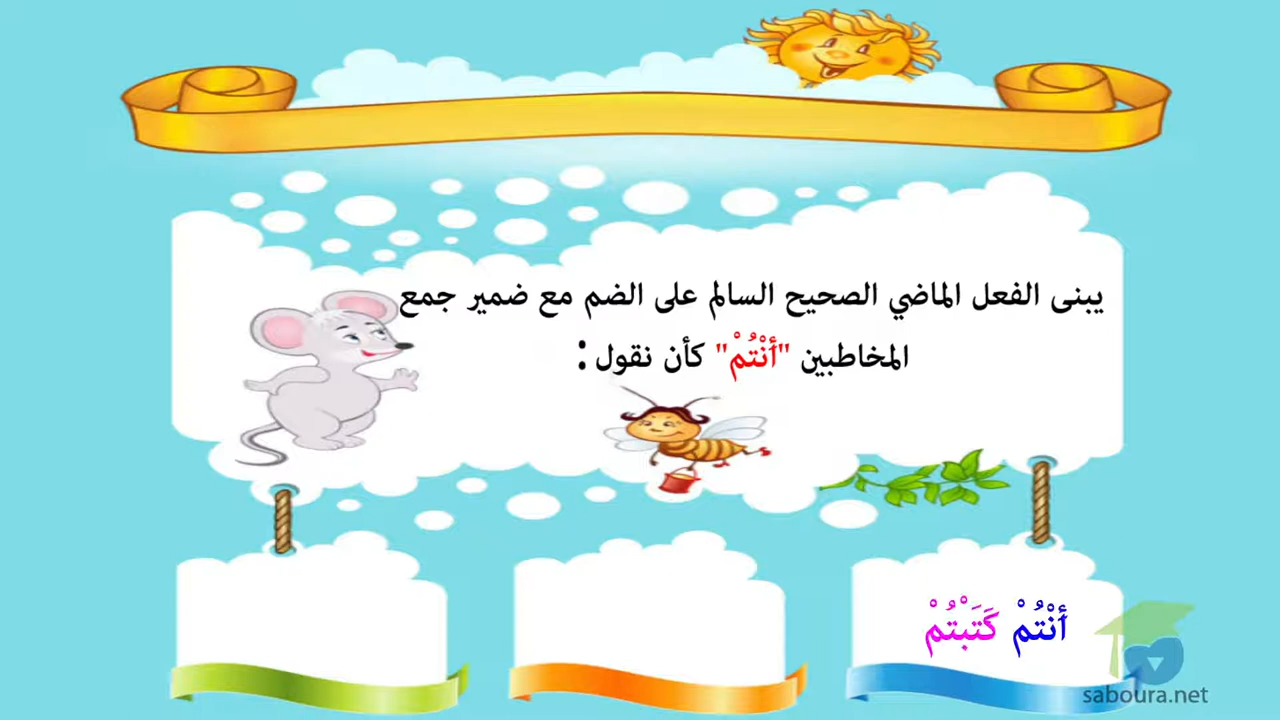 يبنى الفعل الماضي الصحيح السالم على الضم مع ضمير جمع
المخاطبين "أَنْتُمْ" كأن نقول :
أَنْتُمْ كَتَبْتُمْ
saboura.net